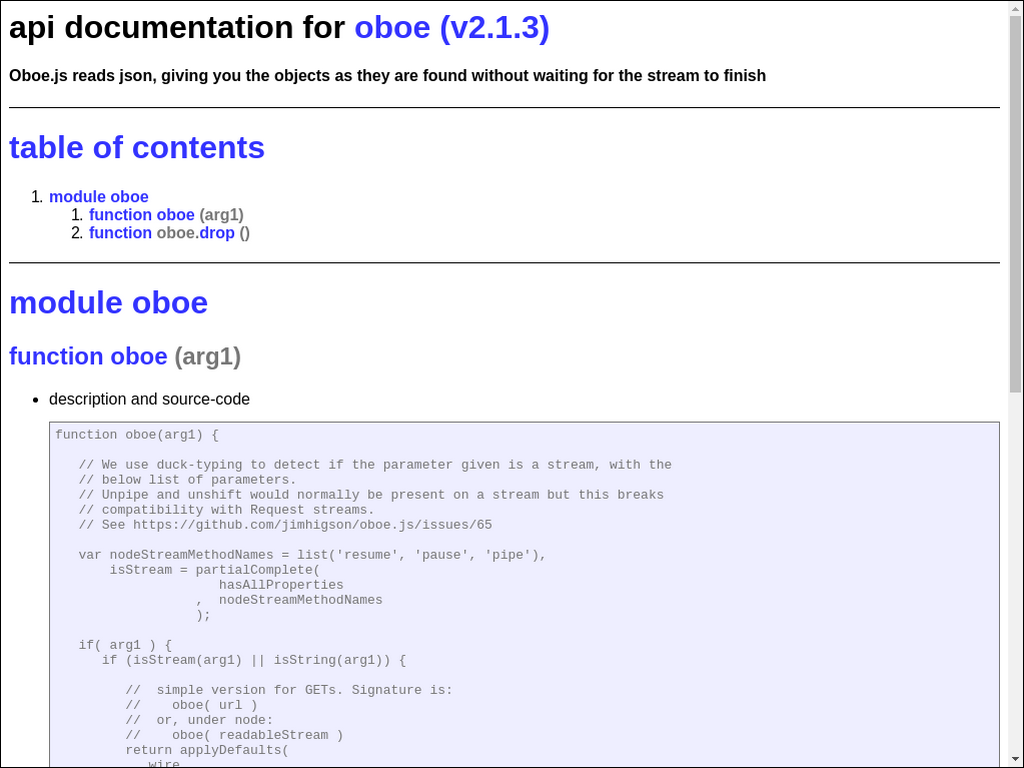 api documentation for oboe (v2.1.3)
Oboe.js reads json, giving you the objects as they are found without waiting for the stream to finish
table of contents
1. module oboe
1. function oboe (arg1)
2. function oboe.drop ()
module oboe
function oboe (arg1)
• description and source-code
function oboe(arg1) {
// We use duck-typing to detect if the parameter given is a stream, with the
// below list of parameters.
// Unpipe and unshift would normally be present on a stream but this breaks
// compatibility with Request streams.
// See https://github.com/jimhigson/oboe.js/issues/65
var nodeStreamMethodNames = list('resume', 'pause', 'pipe'),
isStream = partialComplete(
hasAllProperties
, nodeStreamMethodNames
);
if( arg1 ) {
if (isStream(arg1) || isString(arg1)) {
//  simple version for GETs. Signature is:
//    oboe( url )
//  or, under node:
//    oboe( readableStream )
return applyDefaults(
wire